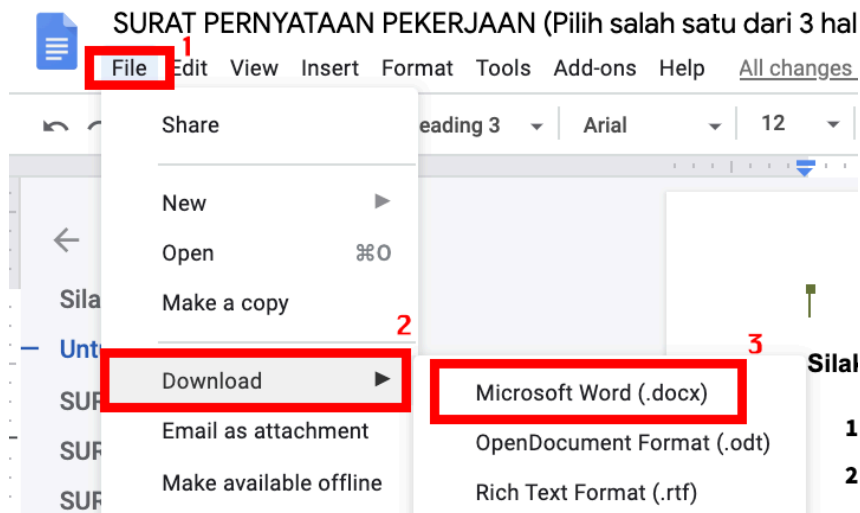 SURAT PERNYATAAN PEKERJAAN (Pilih salah satu dari 3 hal
1
File Edit View Insert Format Tools Add-ons Help All changes
eading 3 Arial 12
Share
New
Open ⌘O
Make a copy
2
Download
3
Microsoft Word (.docx)
Email as attachment
OpenDocument Format (.odt)
Make available offline
Rich Text Format (.rtf)
Sila
Untu
SUR
SUR
SUR
Silak
1
2